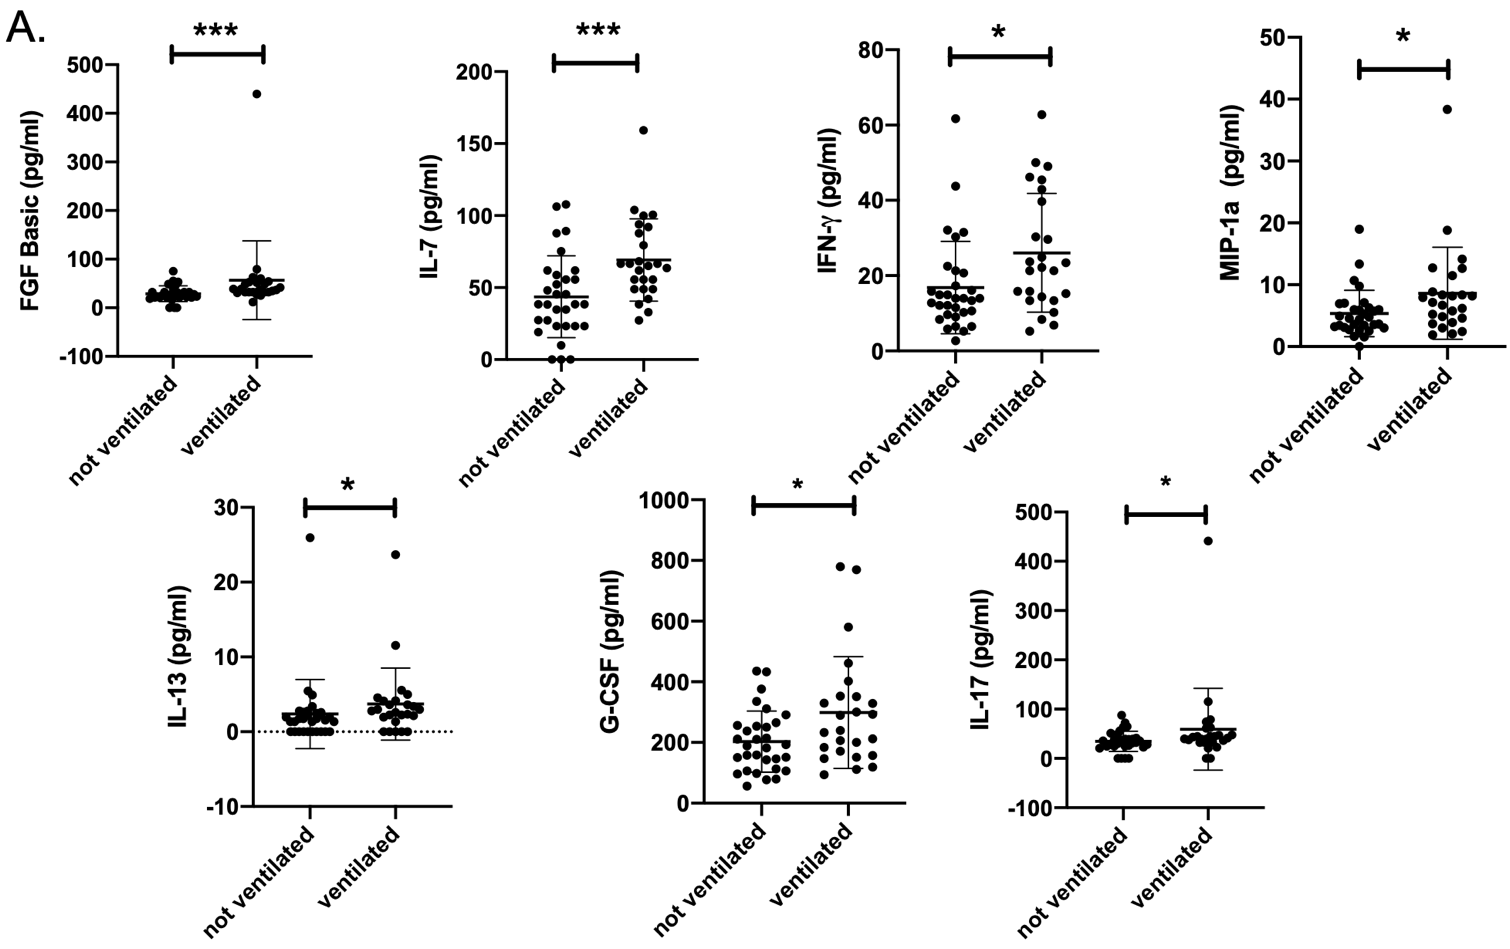 A.
***
FGF Basic (pg/ml)
500
400
300
200
100
0
-100
not ventilated
ventilated
***
IL-7 (pg/ml)
200
150
100
50
0
not ventilated
ventilated
*
IFN-γ (pg/ml)
80
60
40
20
0
not ventilated
ventilated
*
MIP-1a (pg/ml)
50
40
30
20
10
0
not ventilated
ventilated
*
IL-13 (pg/ml)
30
20
10
0
-10
not ventilated
ventilated
*
G-CSF (pg/ml)
1000
800
600
400
200
0
not ventilated
ventilated
*
IL-17 (pg/ml)
500
400
300
200
100
0
-100
not ventilated
ventilated